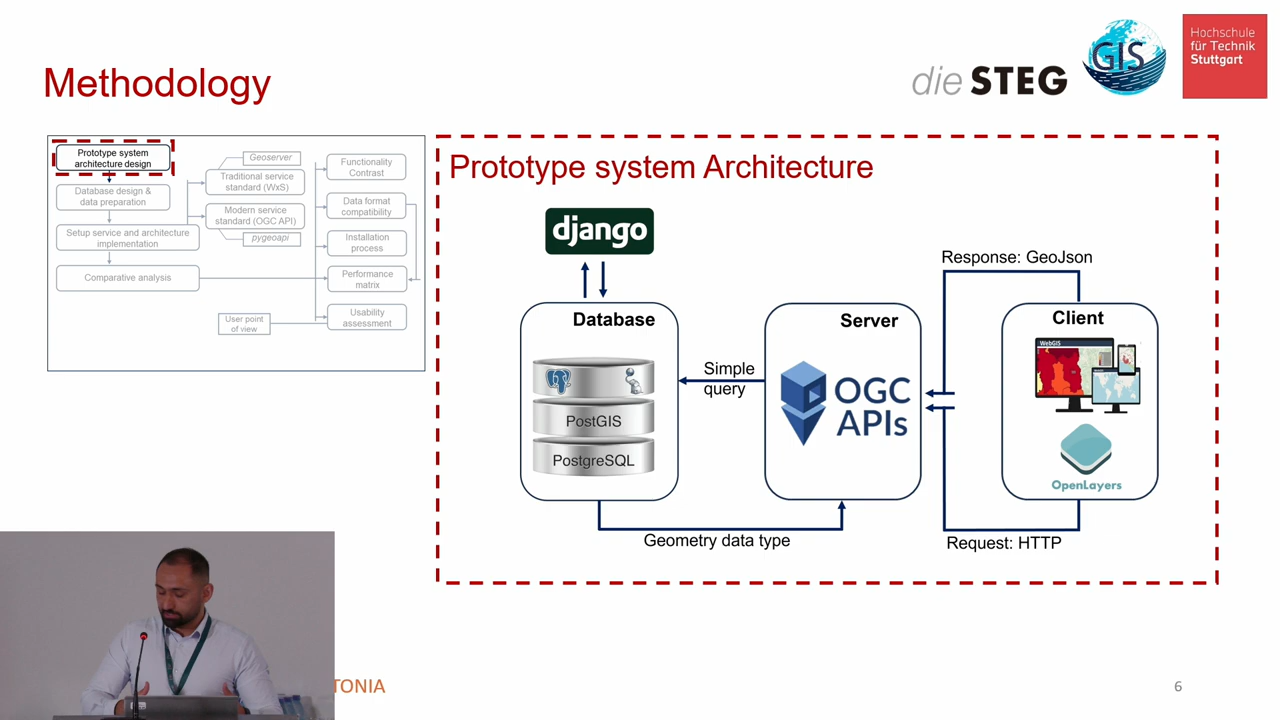 Methodology
die STEG
GIS
Hochschule
für Technik
Stuttgart
Prototype system
architecture design
Database design &
data preparation
Setup service and architecture
implementation
Comparative analysis
Geoserver
Traditional service
standard (WxS)
Modern service
standard (OGC API)
pygeoapi
User point
of view
Functionality
Contrast
Data format
compatibility
Installation
process
Performance
matrix
Usability
assessment
Prototype system Architecture
django
Database
PostGIS
PostgreSQL
Simple
query
Geometry data type
Server
OGC
APIs
Response: GeoJson
Client
WebGIS
OpenLayers
Request: HTTP
TONIA
6